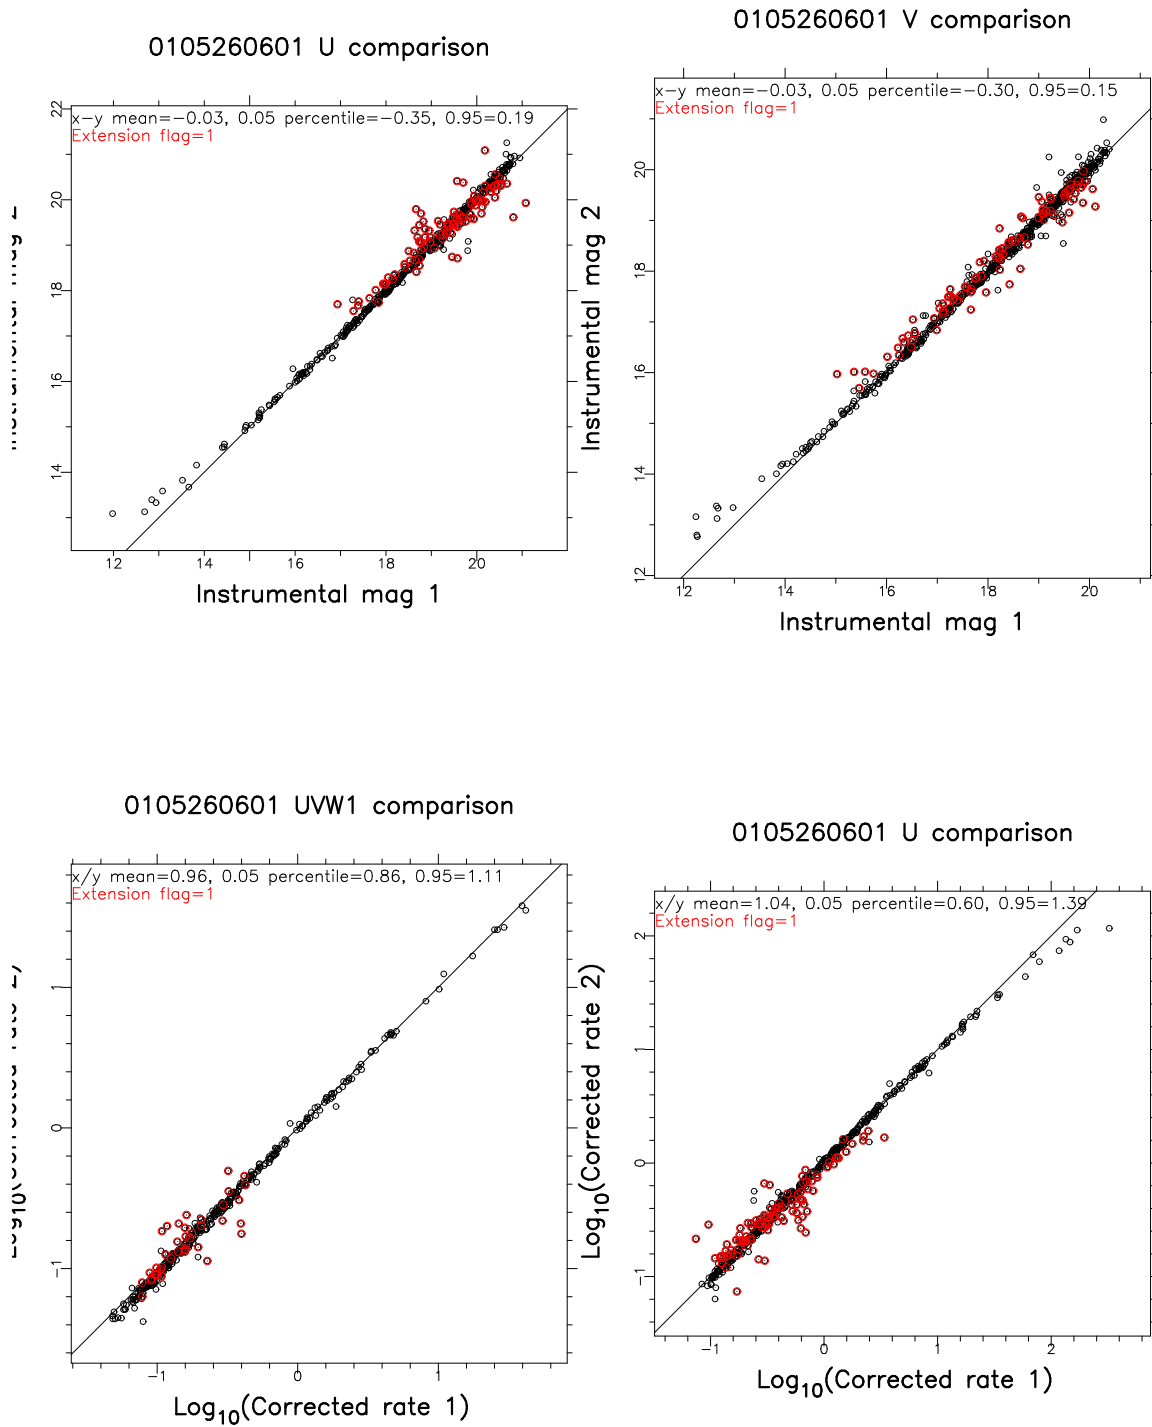 0105260601 V comparison
0105260601 U comparison
x-y mean=-0.03, 0.05 percentile=-0.35, 0.95=0.19
Extension flag=1
22
20
18
16
14
12 14 16 18 20
Instrumental mag 1
x-y mean=-0.03, 0.05 percentile=-0.30, 0.95=0.15
Extension flag=1
Instrumental mag 2
20
18
16
14
12
12 14 16 18 20
Instrumental mag 1
0105260601 UVW1 comparison
0105260601 U comparison
x/y mean=0.96, 0.05 percentile=0.86, 0.95=1.11
Extension flag=1
1
0
-1
-1 0 1
Log10(Corrected rate 1)
x/y mean=1.04, 0.05 percentile=0.60, 0.95=1.39
Extension flag=1
Log10(Corrected rate 2)
2
1
0
-1
-1 0 1 2
Log10(Corrected rate 1)